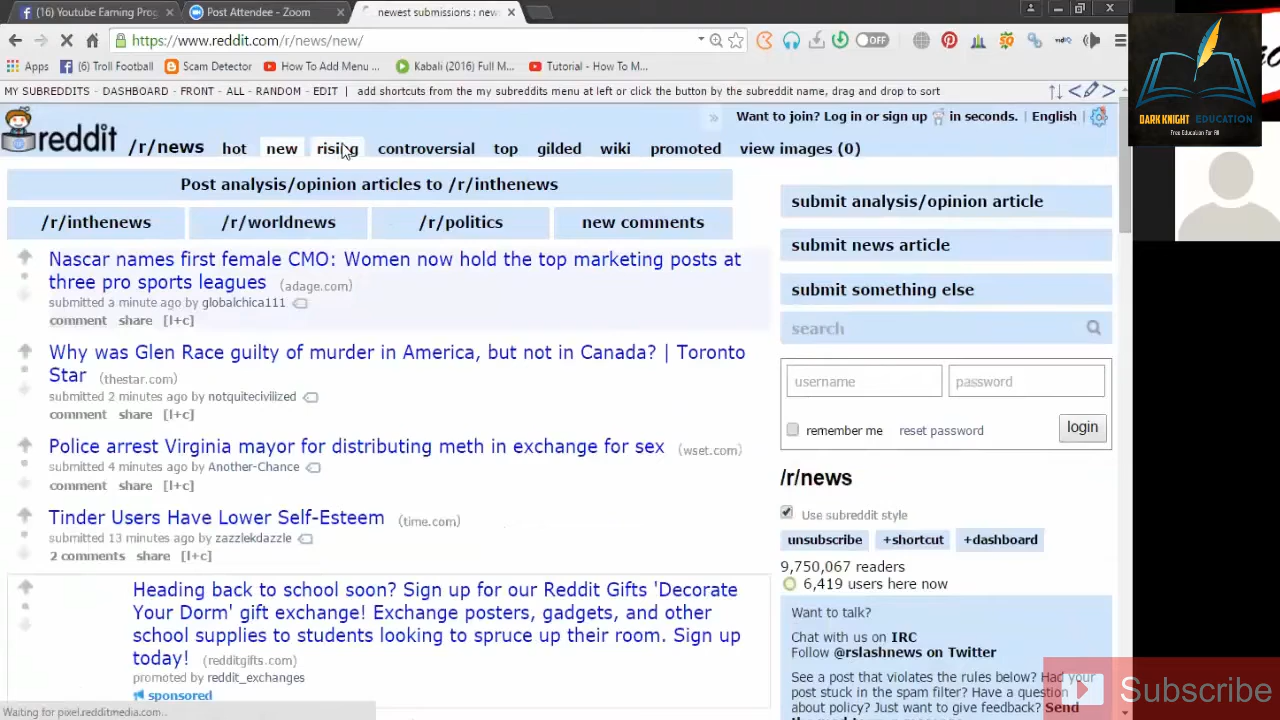 (16) Youtube Earning Prog
Post Attendee - Zoom
newest submissions : new
https://www.reddit.com/r/news/new/
OFF
Apps
(6) Troll Football
Scam Detector
How To Add Menu ...
Kabali (2016) Full M...
Tutorial - How To M...
MY SUBREDDITS - DASHBOARD - FRONT - ALL - RANDOM - EDIT | add shortcuts from the my subreddits menu at left or click the button by the subreddit name, drag and drop to sort
Want to join? Log in or sign up in seconds. | English
reddit /r/news hot new rising controversial top gilded wiki promoted view images (0)
DARK KNIGHT EDUCATION
Free Education For All
Post analysis/opinion articles to /r/inthenews
/r/inthenews /r/worldnews /r/politics new comments
Nascar names first female CMO: Women now hold the top marketing posts at
three pro sports leagues (adage.com)
submitted a minute ago by globalchica111
comment share [l+c]
Why was Glen Race guilty of murder in America, but not in Canada? | Toronto
Star (thestar.com)
submitted 2 minutes ago by notquitecivilized
comment share [l+c]
Police arrest Virginia mayor for distributing meth in exchange for sex (wset.com)
submitted 4 minutes ago by Another-Chance
comment share [l+c]
Tinder Users Have Lower Self-Esteem (time.com)
submitted 13 minutes ago by zazzlekdazzle
2 comments share [l+c]
Heading back to school soon? Sign up for our Reddit Gifts 'Decorate
Your Dorm' gift exchange! Exchange posters, gadgets, and other
school supplies to students looking to spruce up their room. Sign up
today! (redditgifts.com)
promoted by reddit_exchanges
sponsored
Waiting for pixel.redditmedia.com...
submit analysis/opinion article
submit news article
submit something else
search
username password
remember me reset password login
/r/news
Use subreddit style
unsubscribe +shortcut +dashboard
9,750,067 readers
6,419 users here now
Want to talk?
Chat with us on IRC
Follow @rslashnews on Twitter
See a post that violates the rules below? Had your
post stuck in the spam filter? Have a question
about policy? Just want to give feedback? Send
Subscribe